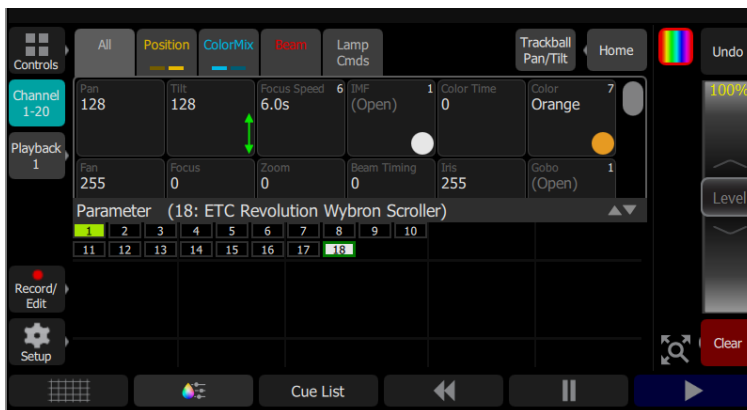 All
Position
ColorMix
Beam
Lamp
Cmds
Trackball
Pan/Tilt
Home
Undo
Controls
Channel
1-20
Playback
1
Record/
Edit
Setup
Pan
128
Tilt
128
Focus Speed 6
6.0s
IMF 1
(Open)
Color Time
0
Color 7
Orange
Fan
255
Focus
0
Zoom
0
Beam Timing
0
Iris
255
Gobo 1
(Open)
Parameter (18: ETC Revolution Wybron Scroller)
1 2 3 4 5 6 7 8 9 10
11 12 13 14 15 16 17 18
100%
Level
Clear
Cue List